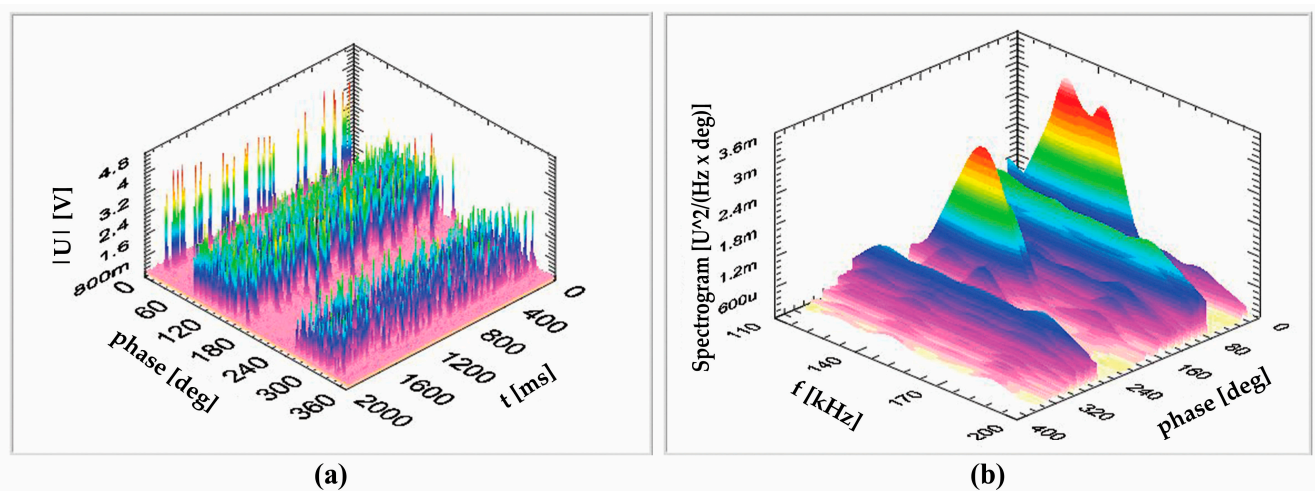 |U| [V]
4.8
4
3.2
2.4
1.6
800m
0
60
120
180
240
300
360
phase [deg]
0
400
800
1200
1600
2000
t [ms]
(a)
Spectrogram [U^2/(Hz x deg)]
3.6m
3m
2.4m
1.8m
1.2m
600u
110
140
170
200
f [kHz]
0
80
160
240
320
400
phase [deg]
(b)